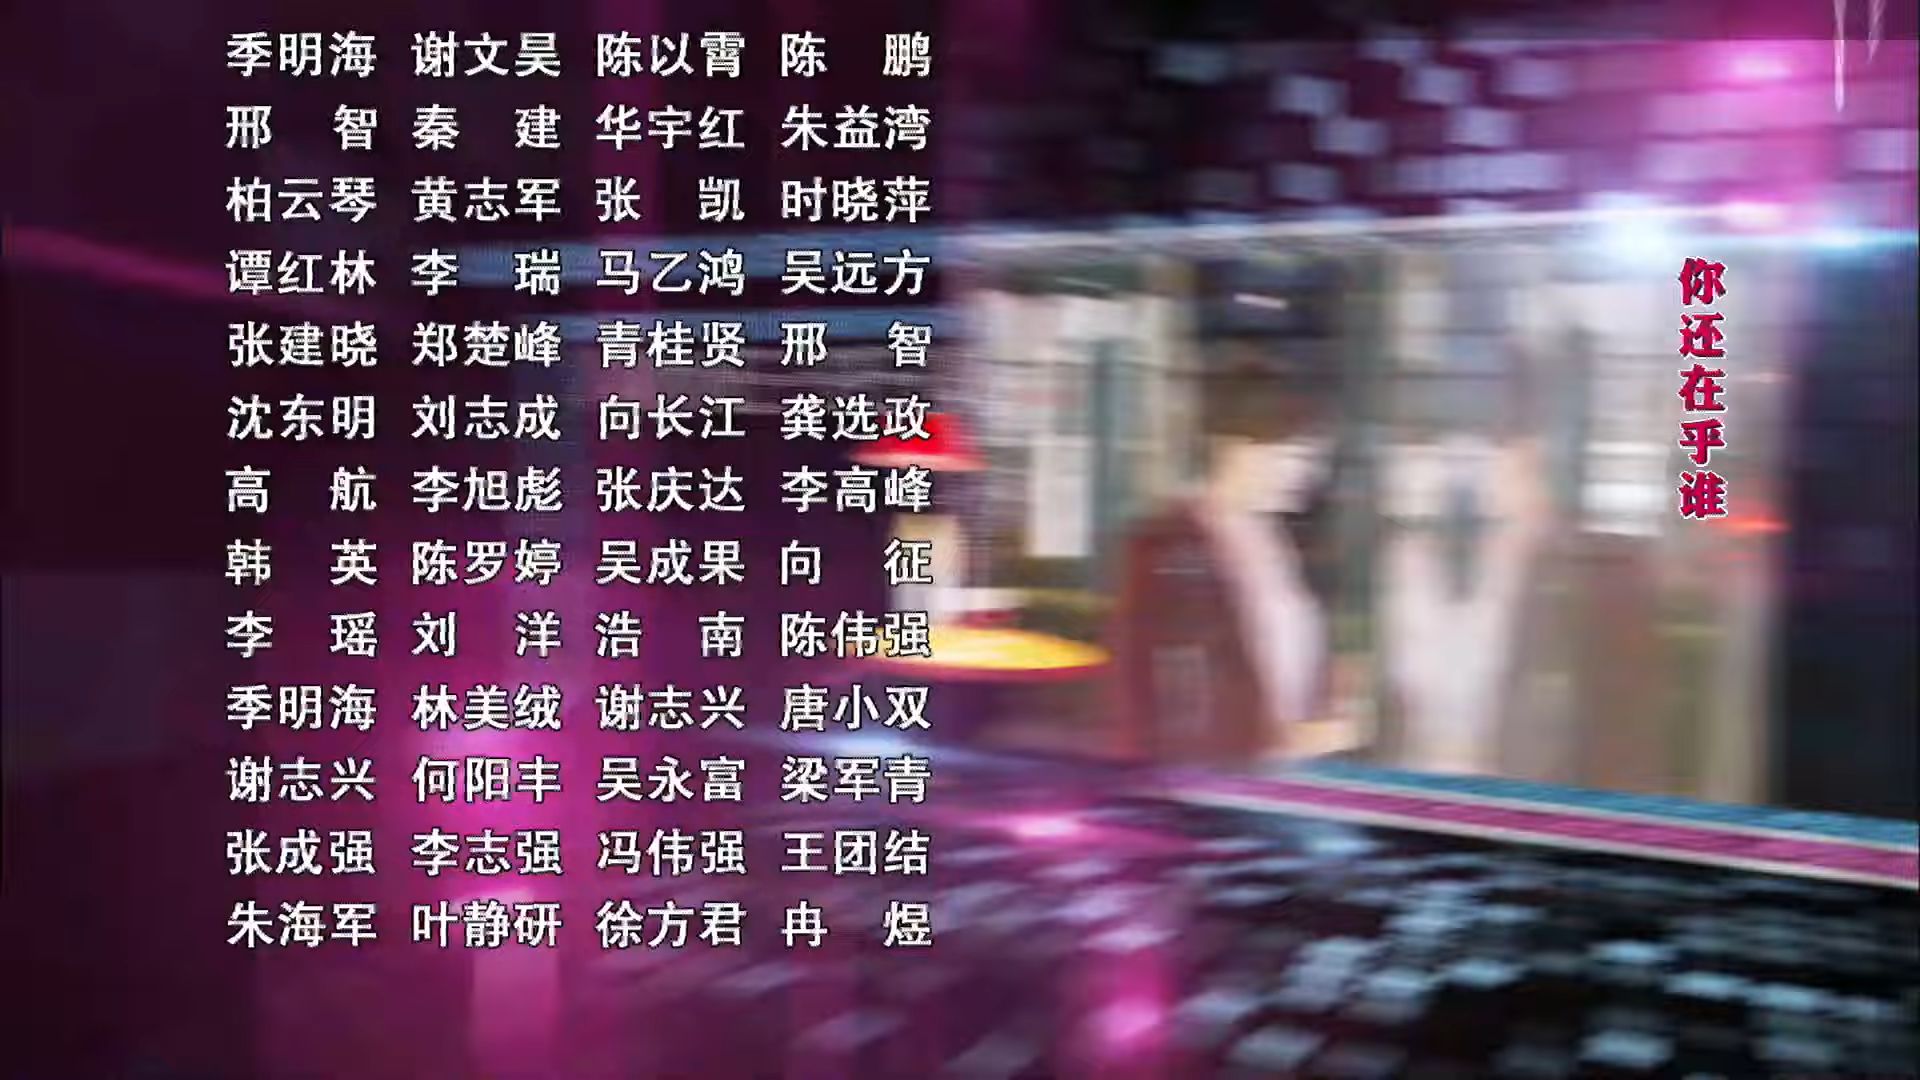 季明海 谢文昊 陈以霄 陈 鹏
邢 智 秦 建 华宇红 朱益湾
柏云琴 黄志军 张 凯 时晓萍
谭红林 李 瑞 马乙鸿 吴远方
张建晓 郑楚峰 青桂贤 邢 智
沈东明 刘志成 向长江 龚选政
高 航 李旭彪 张庆达 李高峰
韩 英 陈罗婷 吴成果 向 征
李 瑶 刘 洋 浩 南 陈伟强
季明海 林美绒 谢志兴 唐小双
谢志兴 何阳丰 吴永富 梁军青
张成强 李志强 冯伟强 王团结
朱海军 叶静研 徐方君 冉 煜
你还在乎谁